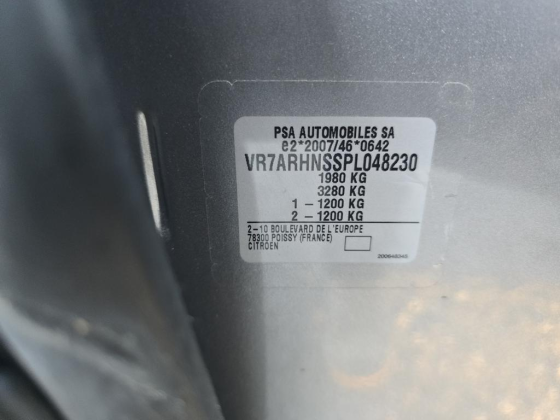 PSA AUTOMOBILES SA
e2*2007/46*0642
VR7ARHNSSPL048230
1980 KG
3280 KG
1 – 1200 KG
2 – 1200 KG
2–10 BOULEVARD DE L'EUROPE
78300 POISSY (FRANCE)
CITROEN